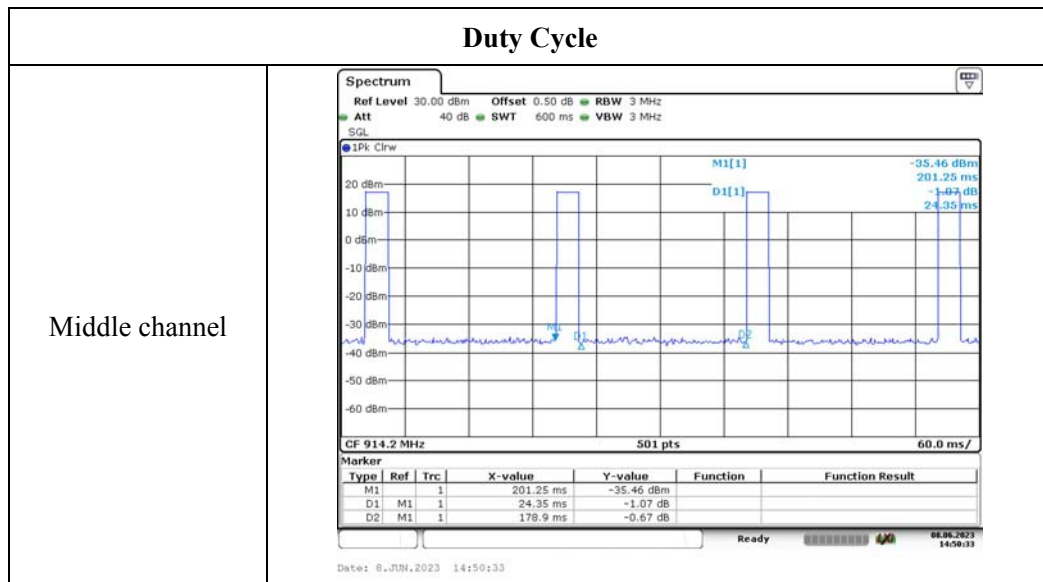 Duty Cycle
Middle channel
Spectrum
Ref Level 30.00 dBm Offset 0.50 dB RBW 3 MHz
Att 40 dB SWT 600 ms VBW 3 MHz
SGL
1Pk Clrw
M1[1] -35.46 dBm
201.25 ms
D1[1] -1.07 dB
24.35 ms
20 dBm
10 dBm
0 dBm
-10 dBm
-20 dBm
-30 dBm
M1 D1 D2
-40 dBm
-50 dBm
-60 dBm
CF 914.2 MHz 501 pts 60.0 ms/
Marker
Type Ref Trc X-value Y-value Function Function Result
M1 1 201.25 ms -35.46 dBm
D1 M1 1 24.35 ms -1.07 dB
D2 M1 1 178.9 ms -0.67 dB
Ready 08.06.2023
14:50:33
Date: 8.JUN.2023 14:50:33